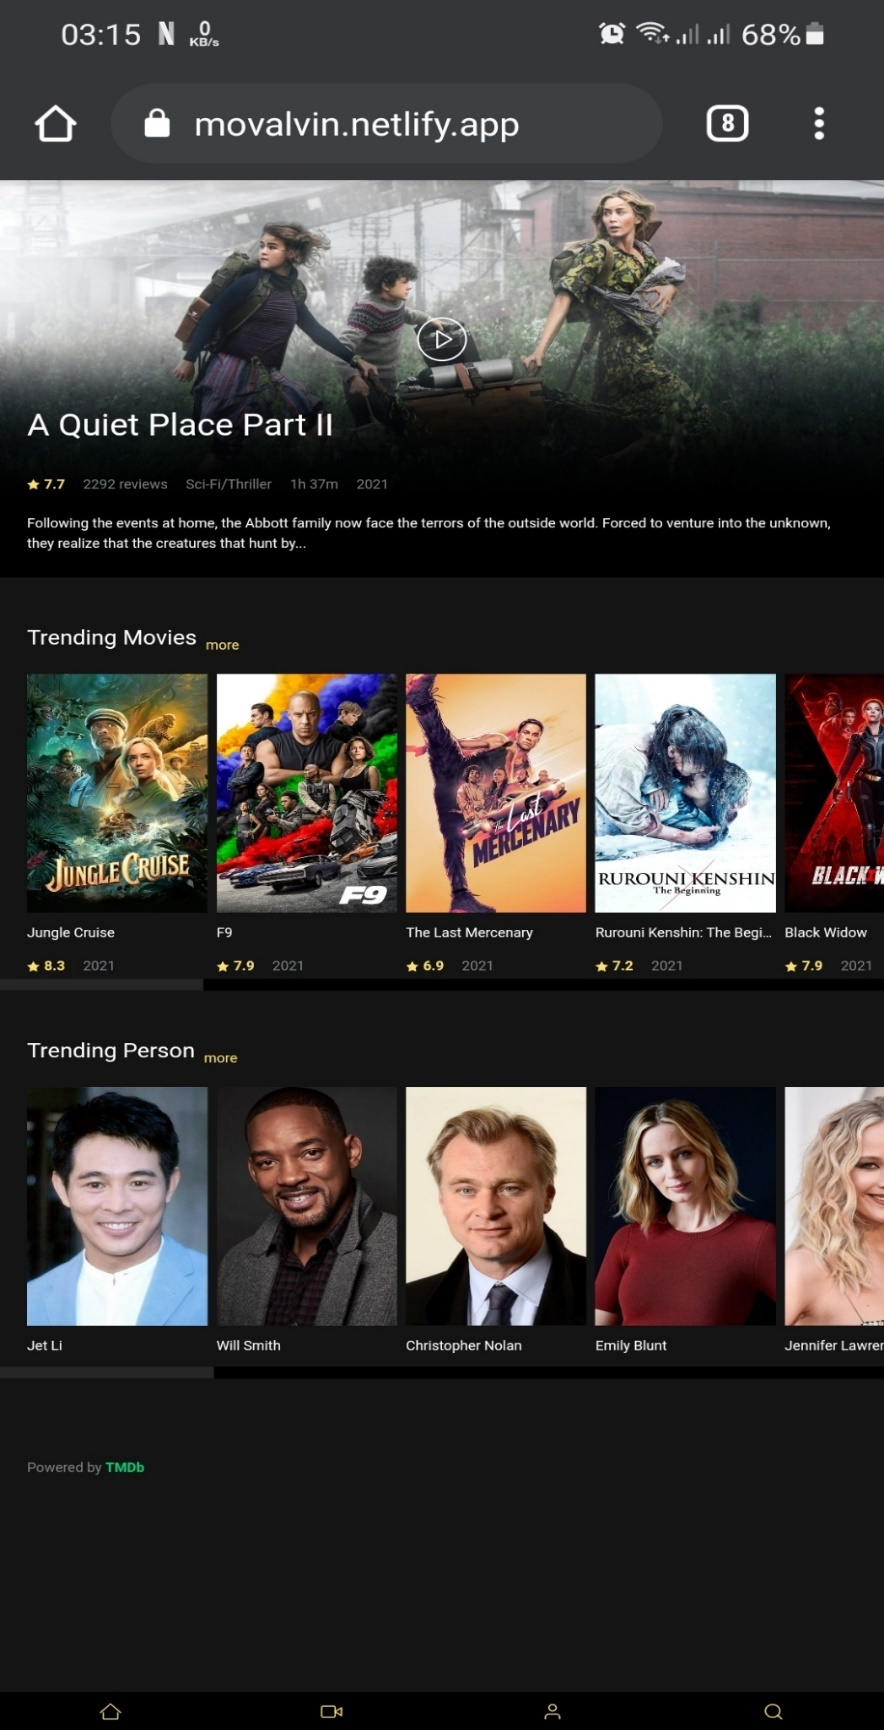 03:15 N 0 KB/s 68%
movalvin.netlify.app 8
A Quiet Place Part II
7.7 2292 reviews Sci-Fi/Thriller 1h 37m 2021
Following the events at home, the Abbott family now face the terrors of the outside world. Forced to venture into the unknown,
they realize that the creatures that hunt by...
Trending Movies more
JUNGLE CRUISE
F9
The Last
MERCENARY
RUROUNI KENSHIN
The Beginning
BLACK W
Jungle Cruise
F9
The Last Mercenary
Rurouni Kenshin: The Begi...
Black Widow
8.3 2021
7.9 2021
6.9 2021
7.2 2021
7.9 2021
Trending Person more
Jet Li
Will Smith
Christopher Nolan
Emily Blunt
Jennifer Lawrer
Powered by TMDb